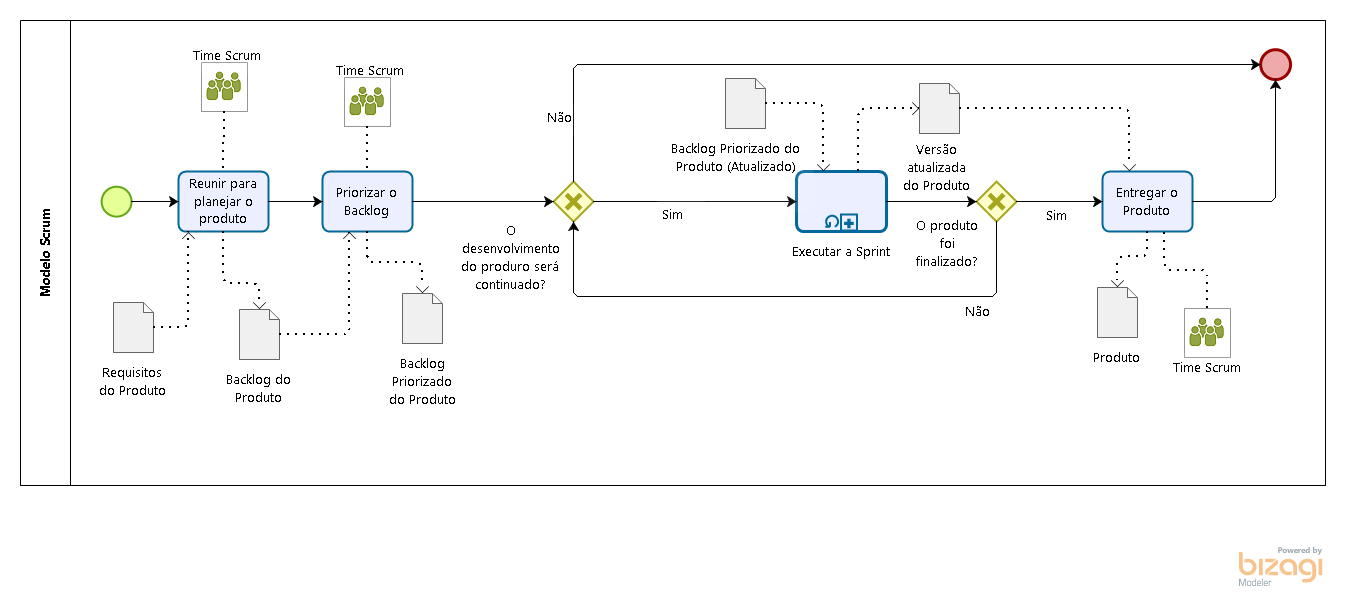 Modelo Scrum
Time Scrum
Reunir para
planejar o
produto
Requisitos
do Produto
Backlog do
Produto
Time Scrum
Priorizar o
Backlog
Backlog
Priorizado
do Produto
O
desenvolvimento
do produro será
continuado?
Não
Sim
Backlog Priorizado do
Produto (Atualizado)
Executar a Sprint
Versão
atualizada
do Produto
O produto
foi
finalizado?
Não
Sim
Entregar o
Produto
Produto
Time Scrum
Powered by
bizagi
Modeler